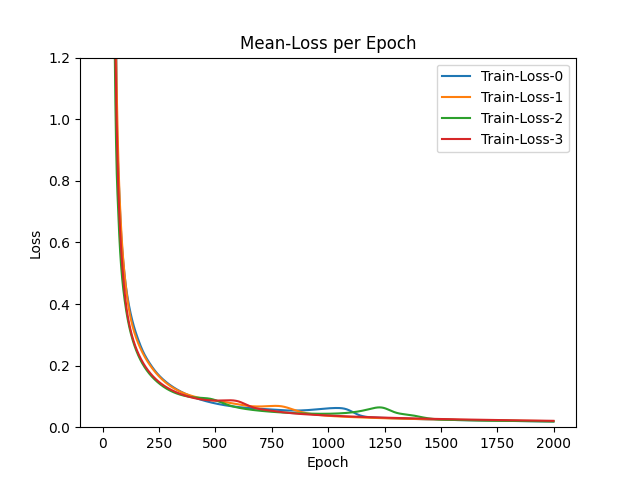 Mean-Loss per Epoch
1.2
1.0
0.8
0.6
0.4
0.2
0.0
Loss
Train-Loss-0
Train-Loss-1
Train-Loss-2
Train-Loss-3
0 250 500 750 1000 1250 1500 1750 2000
Epoch